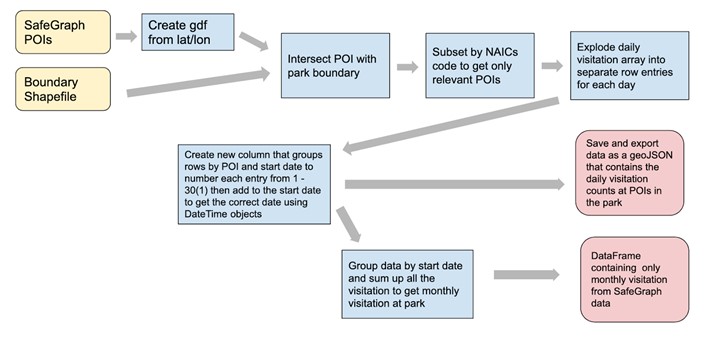 SafeGraph
POIs
Create gdf
from lat/lon
Boundary
Shapefile
Intersect POI with
park boundary
Subset by NAICs
code to get only
relevant POIs
Explode daily
visitation array into
separate row entries
for each day
Create new column that groups
rows by POI and start date to
number each entry from 1 -
30(1) then add to the start date
to get the correct date using
DateTime objects
Save and export
data as a geoJSON
that contains the
daily visitation
counts at POIs in
the park
Group data by start date
and sum up all the
visitation to get monthly
visitation at park
DataFrame
containing only
monthly visitation
from SafeGraph
data